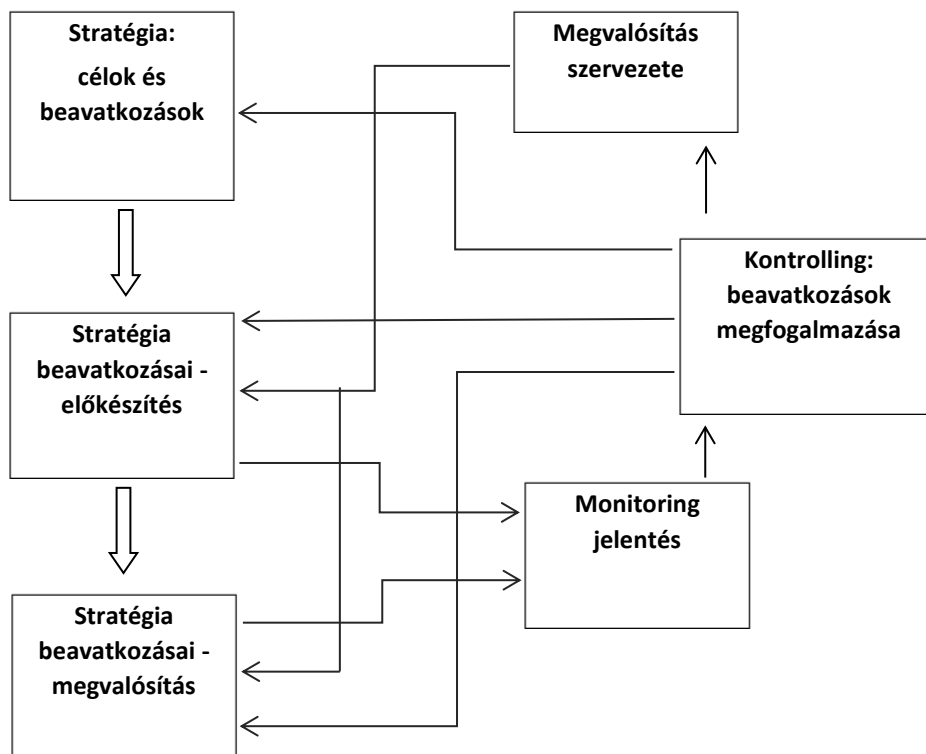 Stratégia:
célok és
beavatkozások
Megvalósítás
szervezete
Kontrolling:
beavatkozások
megfogalmazása
Stratégia
beavatkozásai -
előkészítés
Monitoring
jelentés
Stratégia
beavatkozásai -
megvalósítás